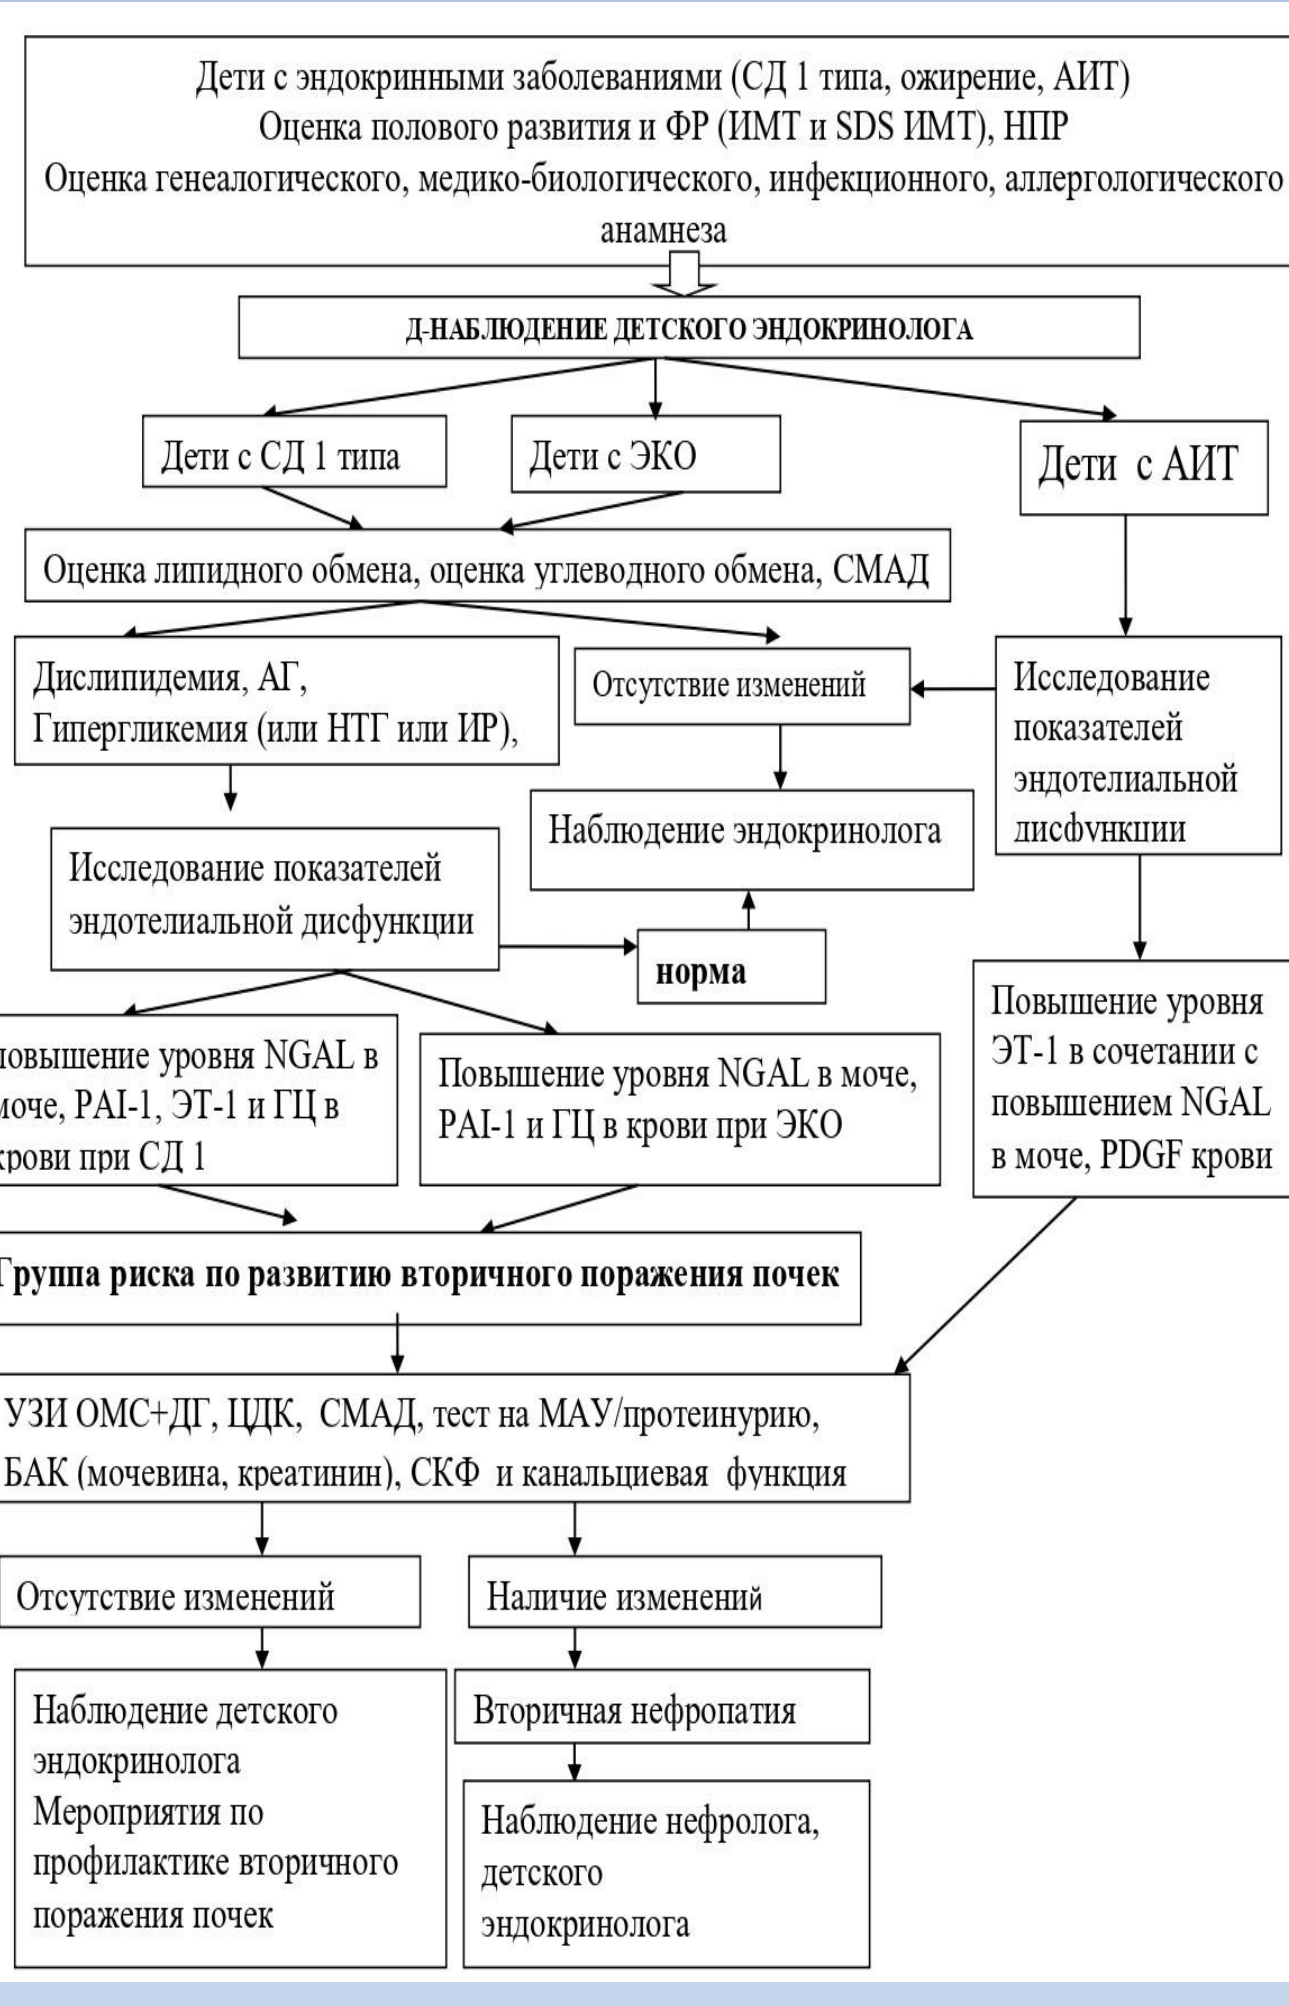 Дети с эндокринными заболеваниями (СД 1 типа, ожирение, АИТ)
Оценка полового развития и ФР (ИМТ и SDS ИМТ), НПР
Оценка генеалогического, медико-биологического, инфекционного, аллергологического
анамнеза
Д-НАБЛЮДЕНИЕ ДЕТСКОГО ЭНДОКРИНОЛОГА
Дети с СД 1 типа
Дети с ЭКО
Дети с АИТ
Оценка липидного обмена, оценка углеводного обмена, СМАД
Дислипидемия, АГ,
Гипергликемия (или НТГ или ИР),
Отсутствие изменений
Исследование
показателей
эндотелиальной
дисфункции
Наблюдение эндокринолога
Исследование показателей
эндотелиальной дисфункции
норма
повышение уровня NGAL в
моче, PAI-1, ЭТ-1 и ГЦ в
крови при СД 1
Повышение уровня NGAL в моче,
PAI-1 и ГЦ в крови при ЭКО
Повышение уровня
ЭТ-1 в сочетании с
повышением NGAL
в моче, PDGF крови
Группа риска по развитию вторичного поражения почек
УЗИ ОМС+ДГ, ЦДК, СМАД, тест на МАУ/протеинурию,
БАК (мочевина, креатинин), СКФ и канальциевая функция
Отсутствие изменений
Наличие изменений
Наблюдение детского
эндокринолога
Мероприятия по
профилактике вторичного
поражения почек
Вторичная нефропатия
Наблюдение нефролога,
детского
эндокринолога